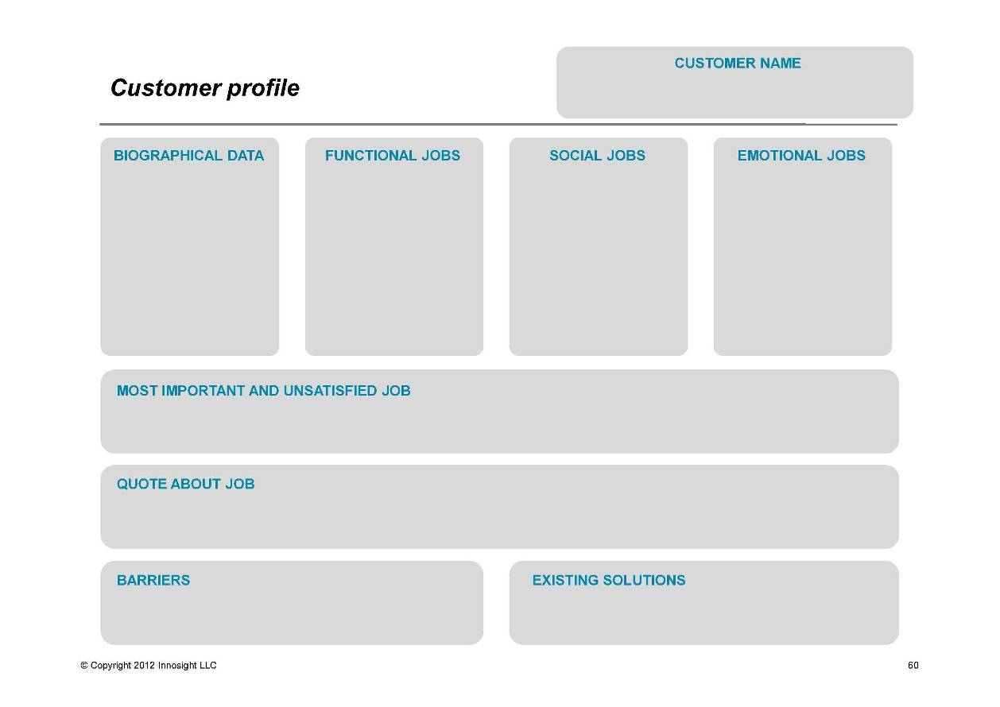 Customer profile
CUSTOMER NAME
BIOGRAPHICAL DATA
FUNCTIONAL JOBS
SOCIAL JOBS
EMOTIONAL JOBS
MOST IMPORTANT AND UNSATISFIED JOB
QUOTE ABOUT JOB
BARRIERS
EXISTING SOLUTIONS
© Copyright 2012 Innosight LLC
60